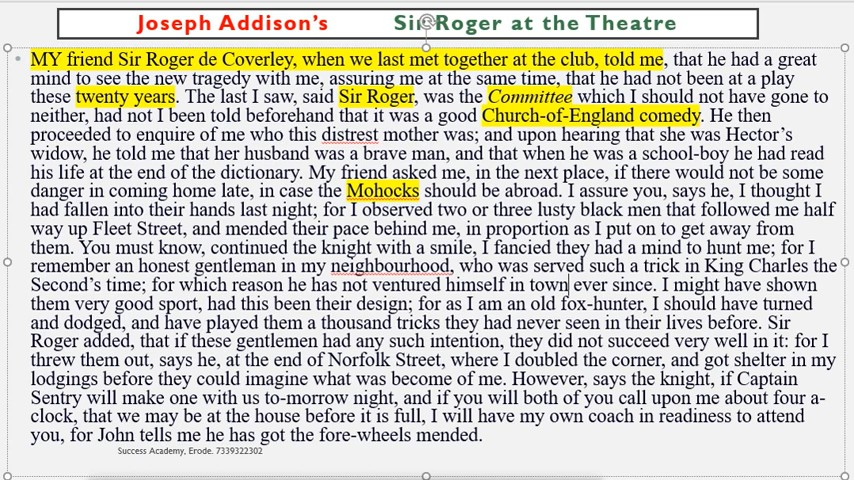 Joseph Addison's Sir Roger at the Theatre
MY friend Sir Roger de Coverley, when we last met together at the club, told me, that he had a great
mind to see the new tragedy with me, assuring me at the same time, that he had not been at a play
these twenty years. The last I saw, said Sir Roger, was the Committee which I should not have gone to
neither, had not I been told beforehand that it was a good Church-of-England comedy. He then
proceeded to enquire of me who this distrest mother was; and upon hearing that she was Hector's
widow, he told me that her husband was a brave man, and that when he was a school-boy he had read
his life at the end of the dictionary. My friend asked me, in the next place, if there would not be some
danger in coming home late, in case the Mohocks should be abroad. I assure you, says he, I thought I
had fallen into their hands last night; for I observed two or three lusty black men that followed me half
way up Fleet Street, and mended their pace behind me, in proportion as I put on to get away from
them. You must know, continued the knight with a smile, I fancied they had a mind to hunt me; for I
remember an honest gentleman in my neighbourhood, who was served such a trick in King Charles the
Second's time; for which reason he has not ventured himself in town ever since. I might have shown
them very good sport, had this been their design; for as I am an old fox-hunter, I should have turned
and dodged, and have played them a thousand tricks they had never seen in their lives before. Sir
Roger added, that if these gentlemen had any such intention, they did not succeed very well in it: for I
threw them out, says he, at the end of Norfolk Street, where I doubled the corner, and got shelter in my
lodgings before they could imagine what was become of me. However, says the knight, if Captain
Sentry will make one with us to-morrow night, and if you will both of you call upon me about four a-
clock, that we may be at the house before it is full, I will have my own coach in readiness to attend
you, for John tells me he has got the fore-wheels mended.
Success Academy, Erode. 7339322302